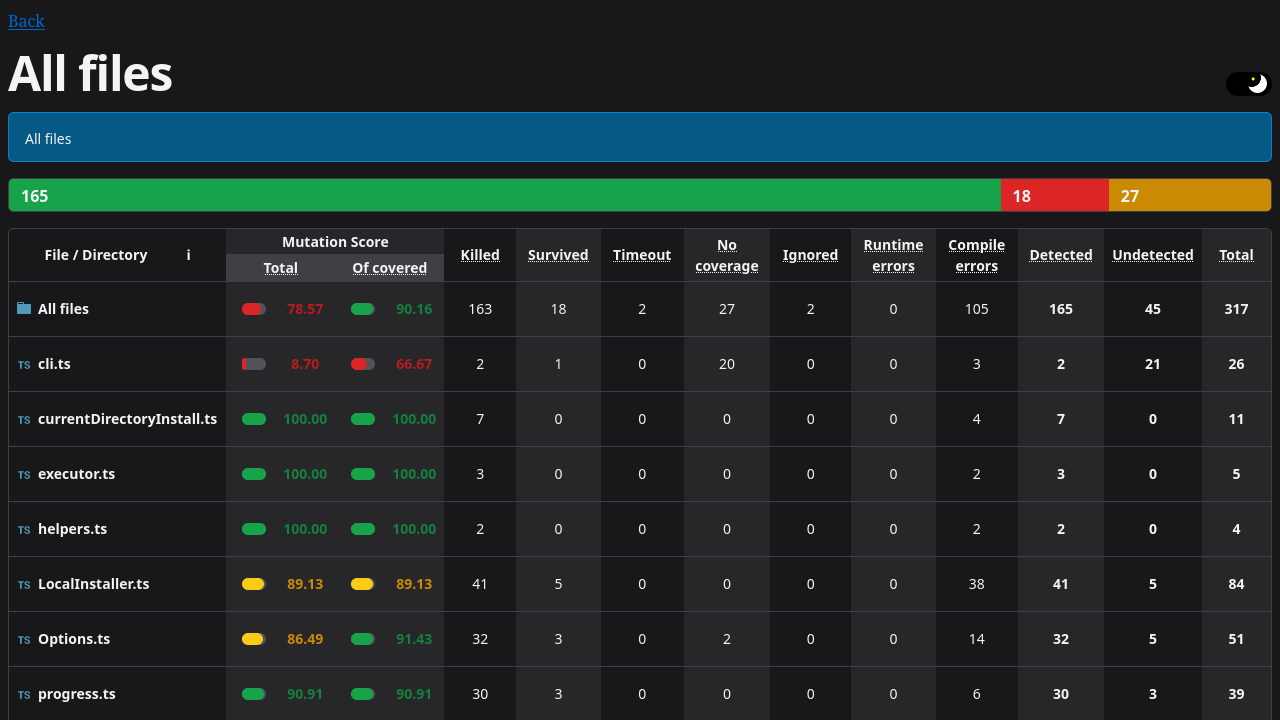 Back
All files
All files
165 18 27
File / Directory i Mutation Score Killed Survived Timeout No coverage Ignored Runtime errors Compile errors Detected Undetected Total
Total Of covered
All files 78.57 90.16 163 18 2 27 2 0 105 165 45 317
TS cli.ts 8.70 66.67 2 1 0 20 0 0 3 2 21 26
TS currentDirectoryInstall.ts 100.00 100.00 7 0 0 0 0 0 4 7 0 11
TS executor.ts 100.00 100.00 3 0 0 0 0 0 2 3 0 5
TS helpers.ts 100.00 100.00 2 0 0 0 0 0 2 2 0 4
TS LocalInstaller.ts 89.13 89.13 41 5 0 0 0 0 38 41 5 84
TS Options.ts 86.49 91.43 32 3 0 2 0 0 14 32 5 51
TS progress.ts 90.91 90.91 30 3 0 0 0 0 6 30 3 39